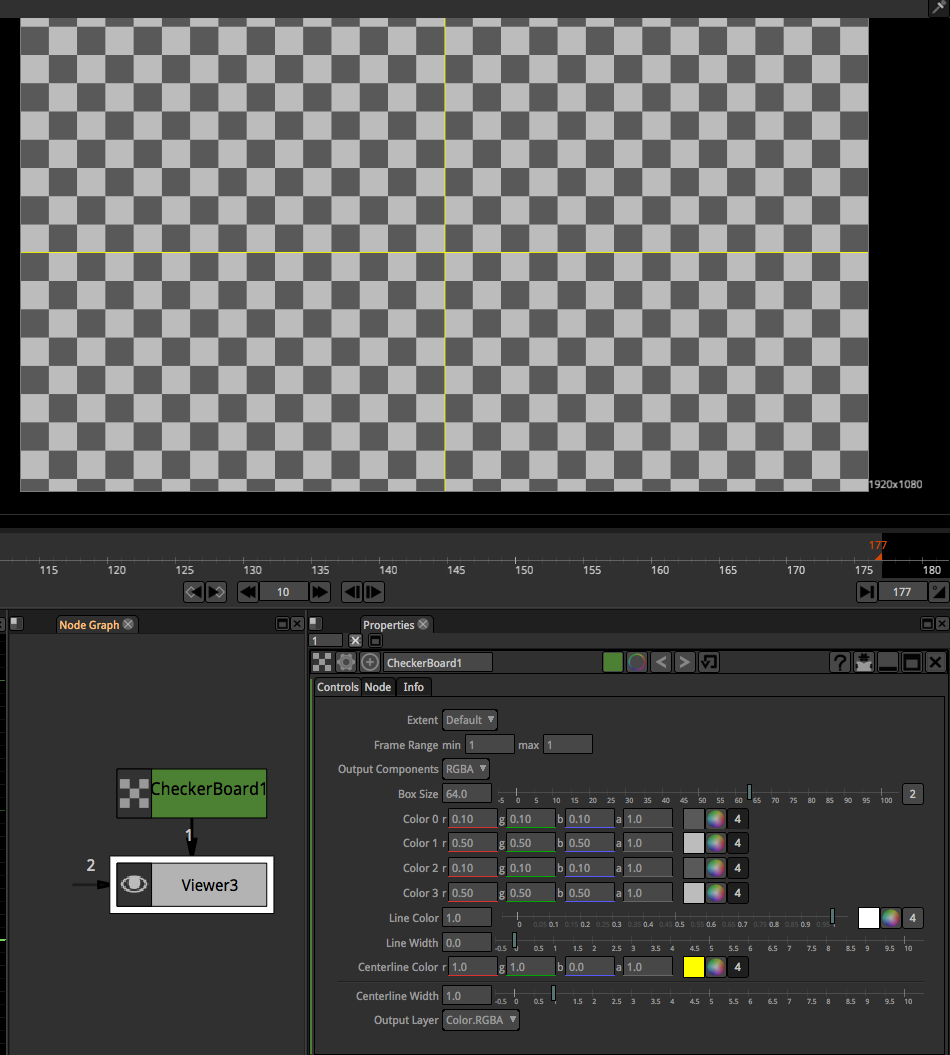 1920x1080
177
115 120 125 130 135 140 145 150 155 160 165 170 175 180
10 177
Node Graph Properties
1
CheckerBoard1
Controls Node Info
Extent Default
Frame Range min 1 max 1
Output Components RGBA
Box Size 64.0 -5 0 5 10 15 20 25 30 35 40 45 50 55 60 65 70 75 80 85 90 95 100 2
Color 0 r 0.10 g 0.10 b 0.10 a 1.0 4
Color 1 r 0.50 g 0.50 b 0.50 a 1.0 4
Color 2 r 0.10 g 0.10 b 0.10 a 1.0 4
Color 3 r 0.50 g 0.50 b 0.50 a 1.0 4
Line Color 1.0 0 0.05 0.1 0.15 0.2 0.25 0.3 0.35 0.4 0.45 0.5 0.55 0.6 0.65 0.7 0.75 0.8 0.85 0.9 4
Line Width 0.0 -0.5 0 0.5 1 1.5 2 2.5 3 3.5 4 4.5 5 5.5 6 6.5 7 7.5 8 8.5 9 9.5 10
Centerline Color r 1.0 g 1.0 b 0.0 a 1.0 4
Centerline Width 1.0 -0.5 0 0.5 1.5 2 2.5 3 3.5 4 4.5 5 5.5 6 6.5 7 7.5 8 8.5 9 9.5 10
Output Layer Color.RGBA
CheckerBoard1
1
2
Viewer3